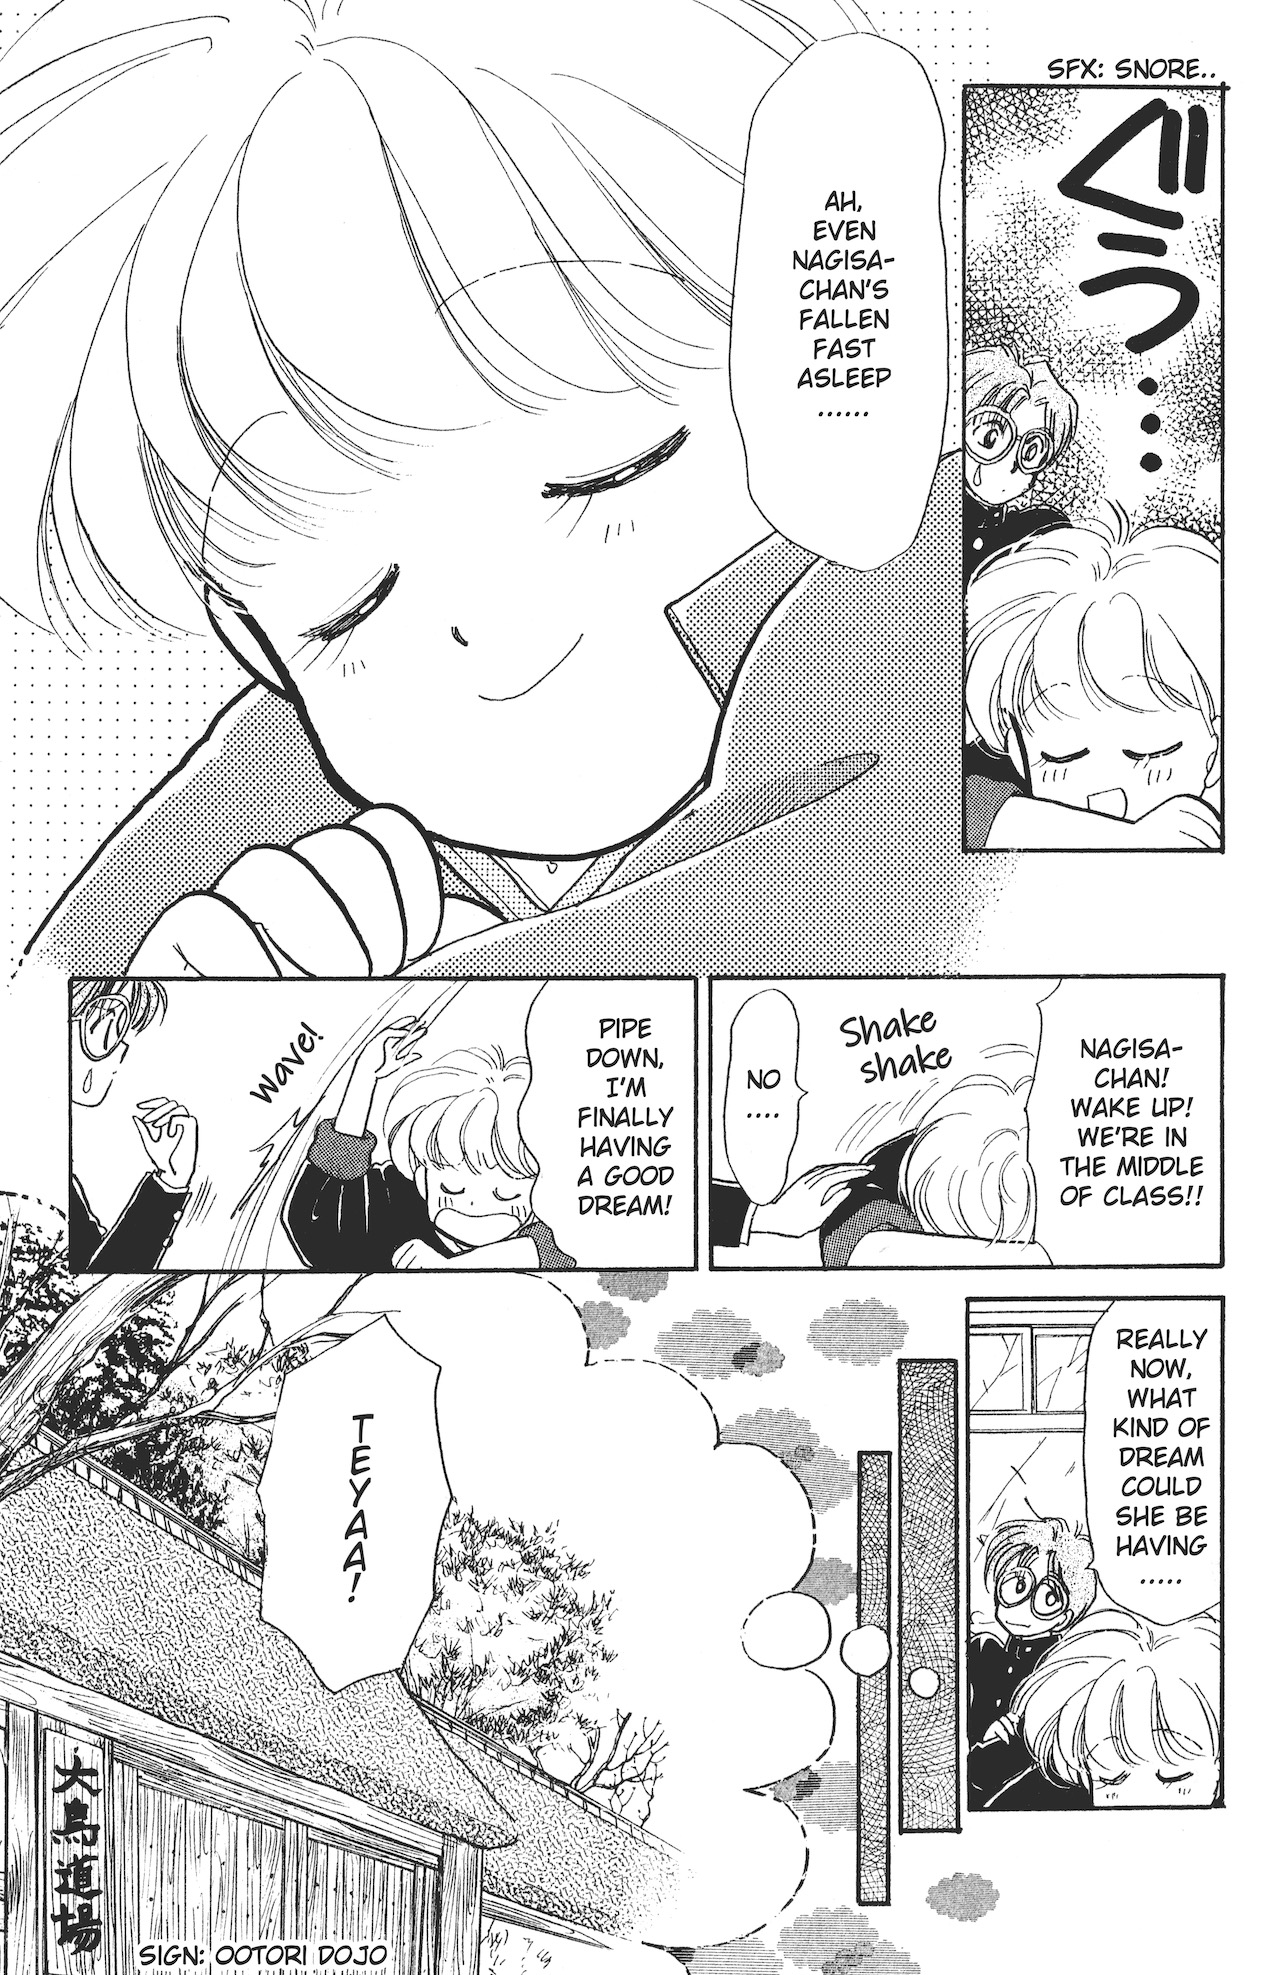 SFX: SNORE..
ぐう…
AH,
EVEN
NAGISA-
CHAN'S
FALLEN
FAST
ASLEEP
......
NAGISA-
CHAN!
WAKE UP!
WE'RE IN
THE MIDDLE
OF CLASS!!
Shake
shake
NO
....
PIPE
DOWN,
I'M
FINALLY
HAVING
A GOOD
DREAM!
Wave!
REALLY
NOW,
WHAT
KIND OF
DREAM
COULD
SHE BE
HAVING
.....
TEYAA!
大鳥道場
SIGN: OOTORI DOJO